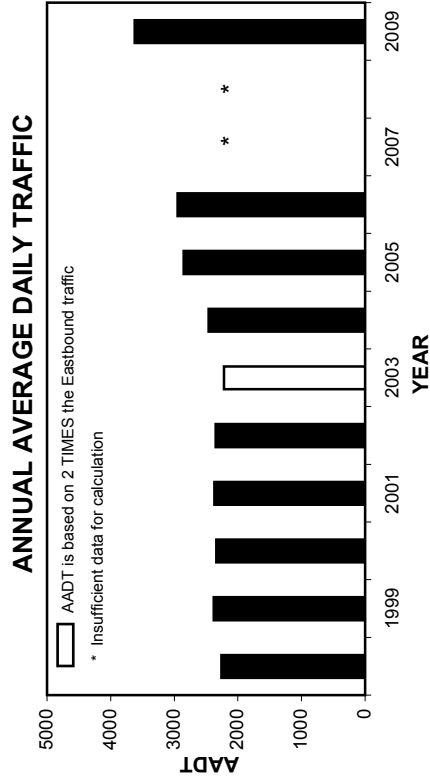 ANNUAL AVERAGE DAILY TRAFFIC
AADT is based on 2 TIMES the Eastbound traffic
* Insufficient data for calculation
5000
4000
3000
2000
1000
0
AADT
* *
1999 2001 2003 2005 2007 2009
YEAR